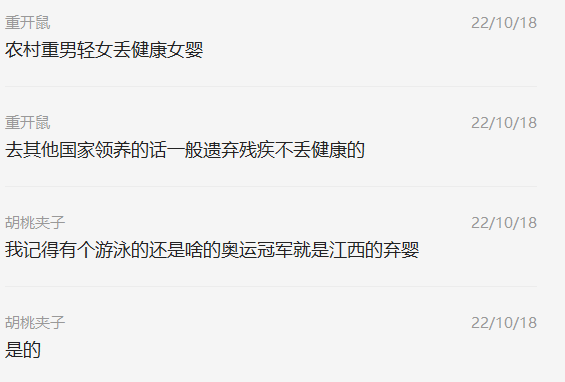 重开鼠
22/10/18
农村重男轻女丢健康女婴
重开鼠
22/10/18
去其他国家领养的话一般遗弃残疾不丢健康的
胡桃夹子
22/10/18
我记得有个游泳的还是啥的奥运冠军就是江西的弃婴
胡桃夹子
22/10/18
是的